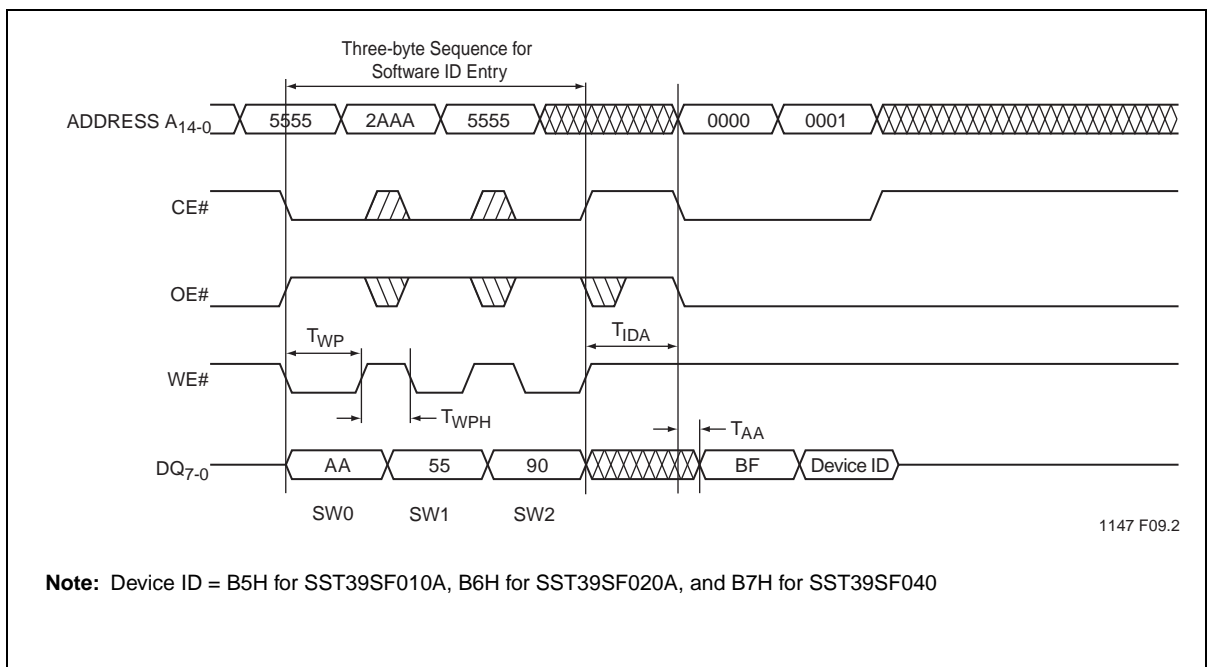 Three-byte Sequence for
Software ID Entry
ADDRESS A14-0
5555 2AAA 5555 0000 0001
CE#
OE#
TWP
TIDA
WE#
TWPH
TAA
DQ7-0
AA 55 90 BF Device ID
SW0 SW1 SW2
1147 F09.2
Note: Device ID = B5H for SST39SF010A, B6H for SST39SF020A, and B7H for SST39SF040